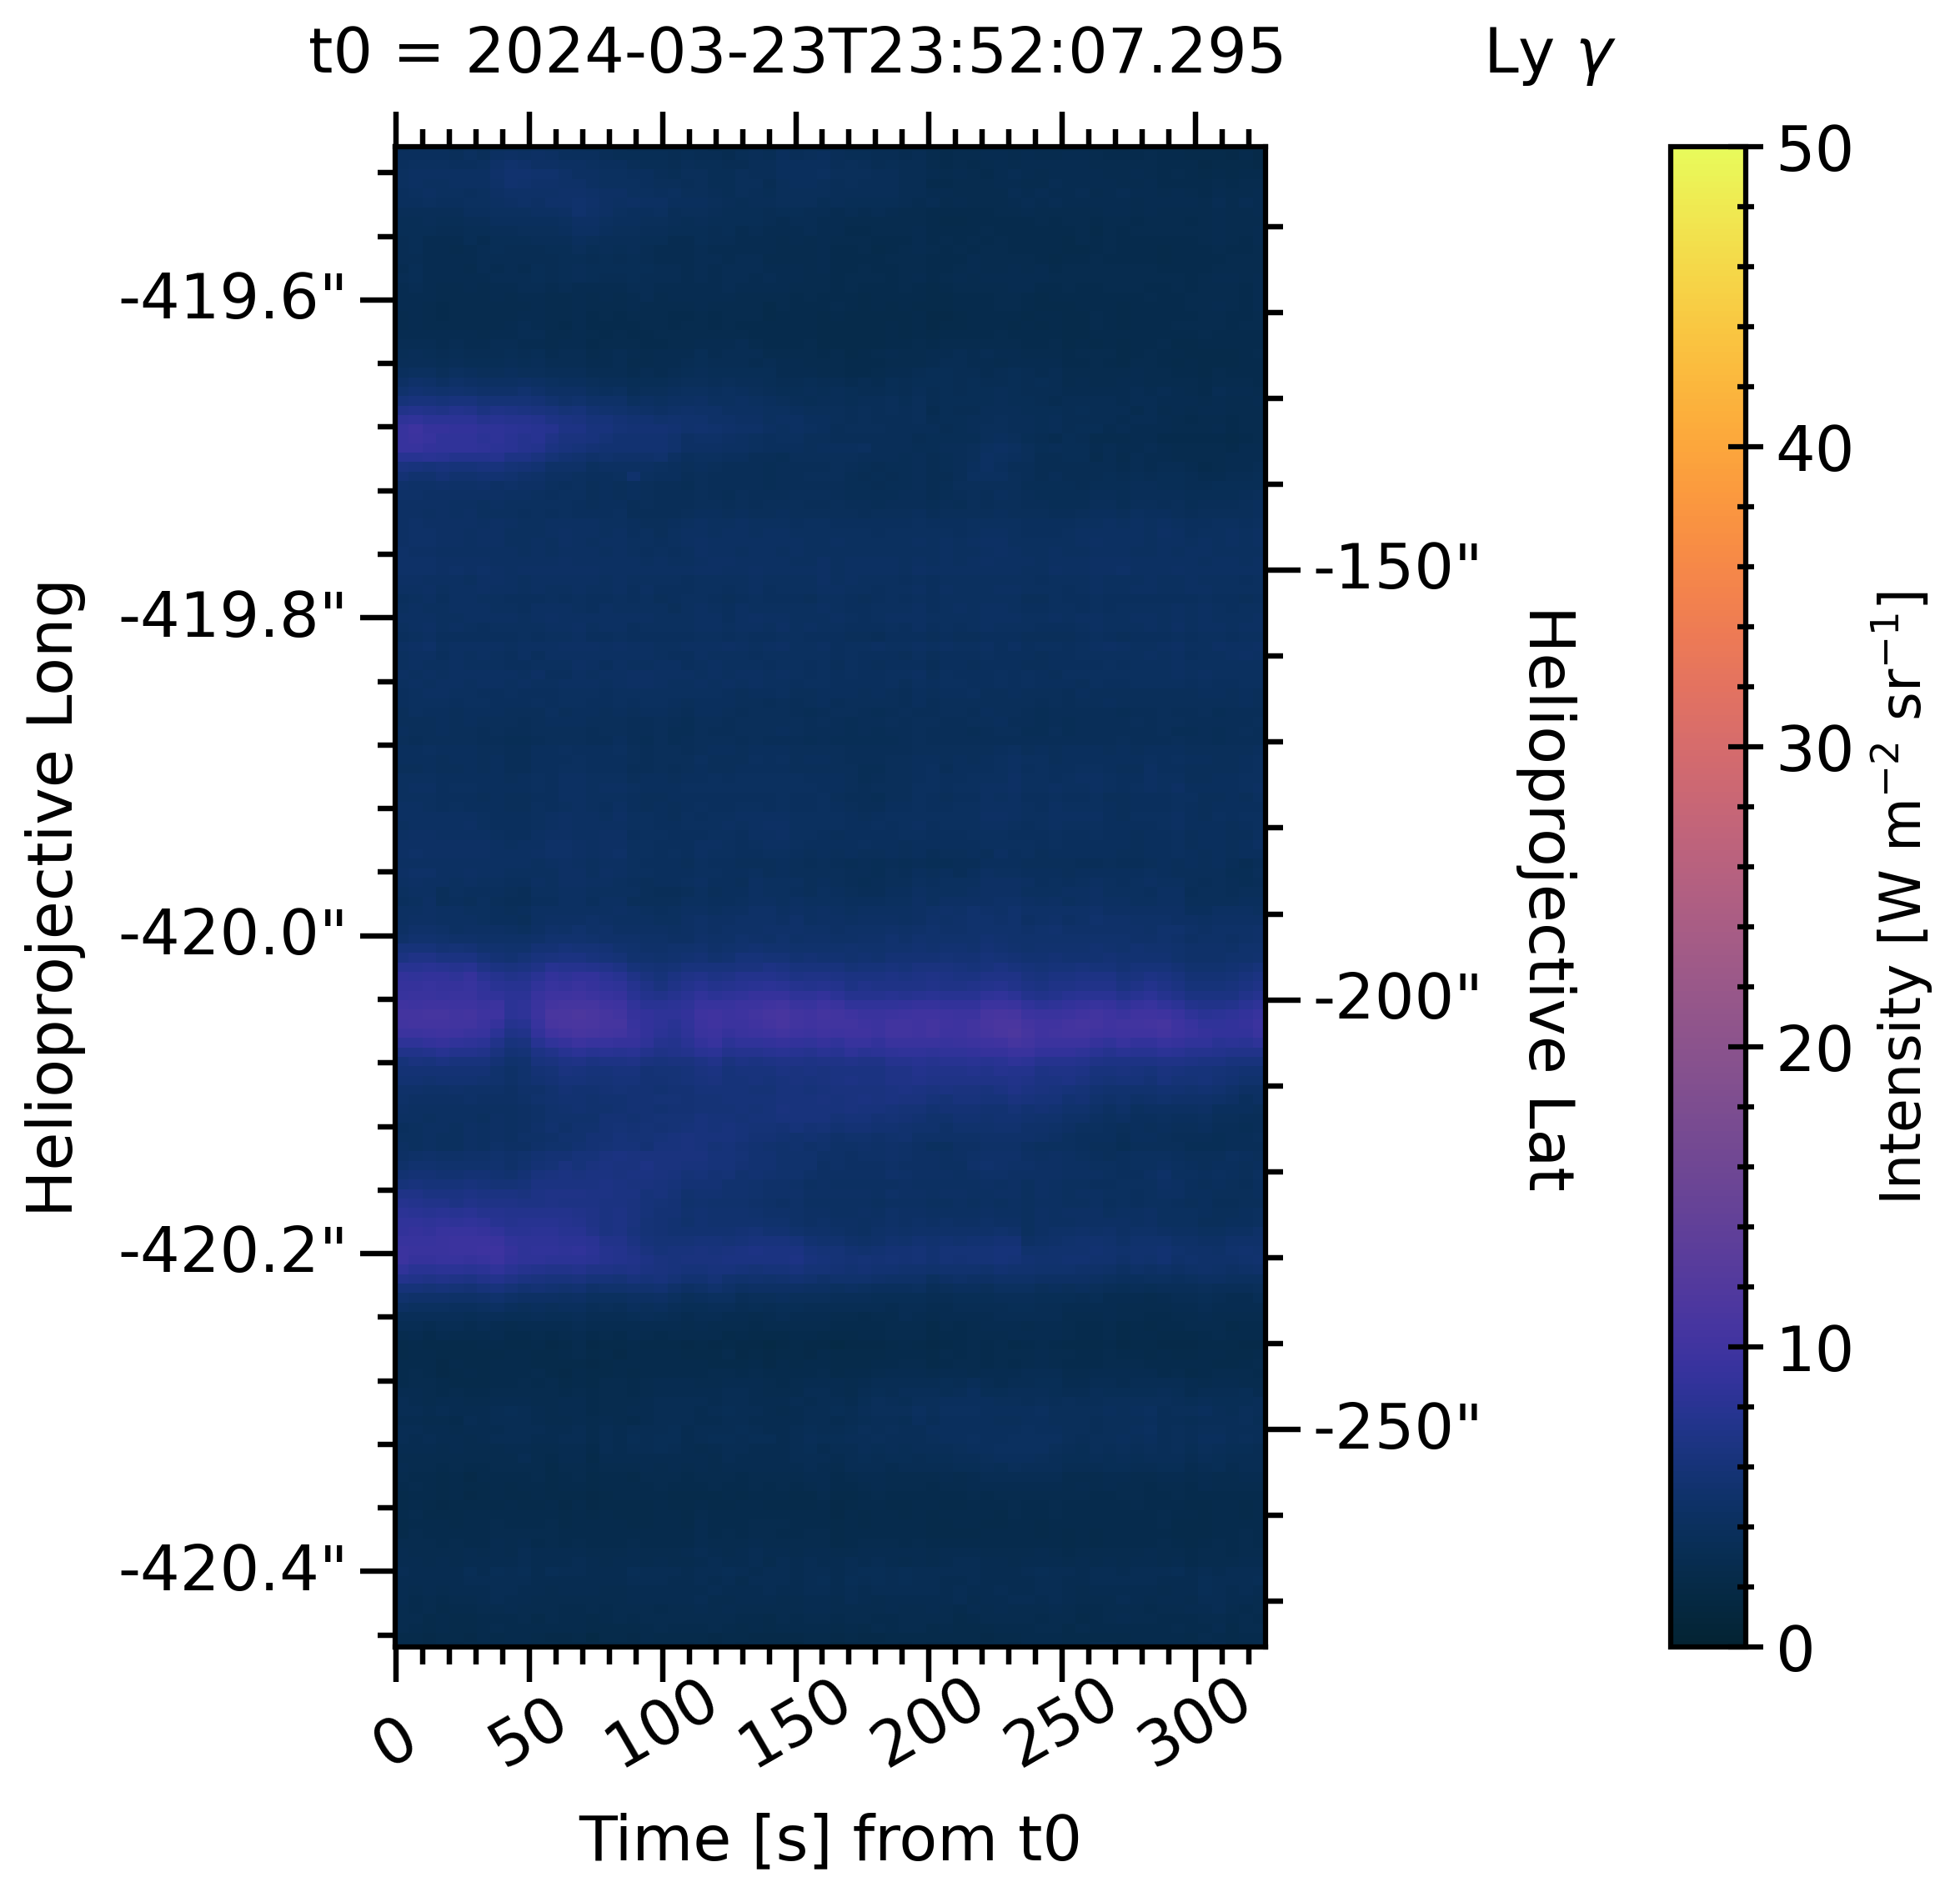 t0 = 2024-03-23T23:52:07.295
Ly γ
Helioprojective Long
-419.6"
-419.8"
-420.0"
-420.2"
-420.4"
0 50 100 150 200 250 300
Time [s] from t0
-150"
-200"
-250"
Helioprojective Lat
50
40
30
20
10
0
Intensity [W m⁻² sr⁻¹]